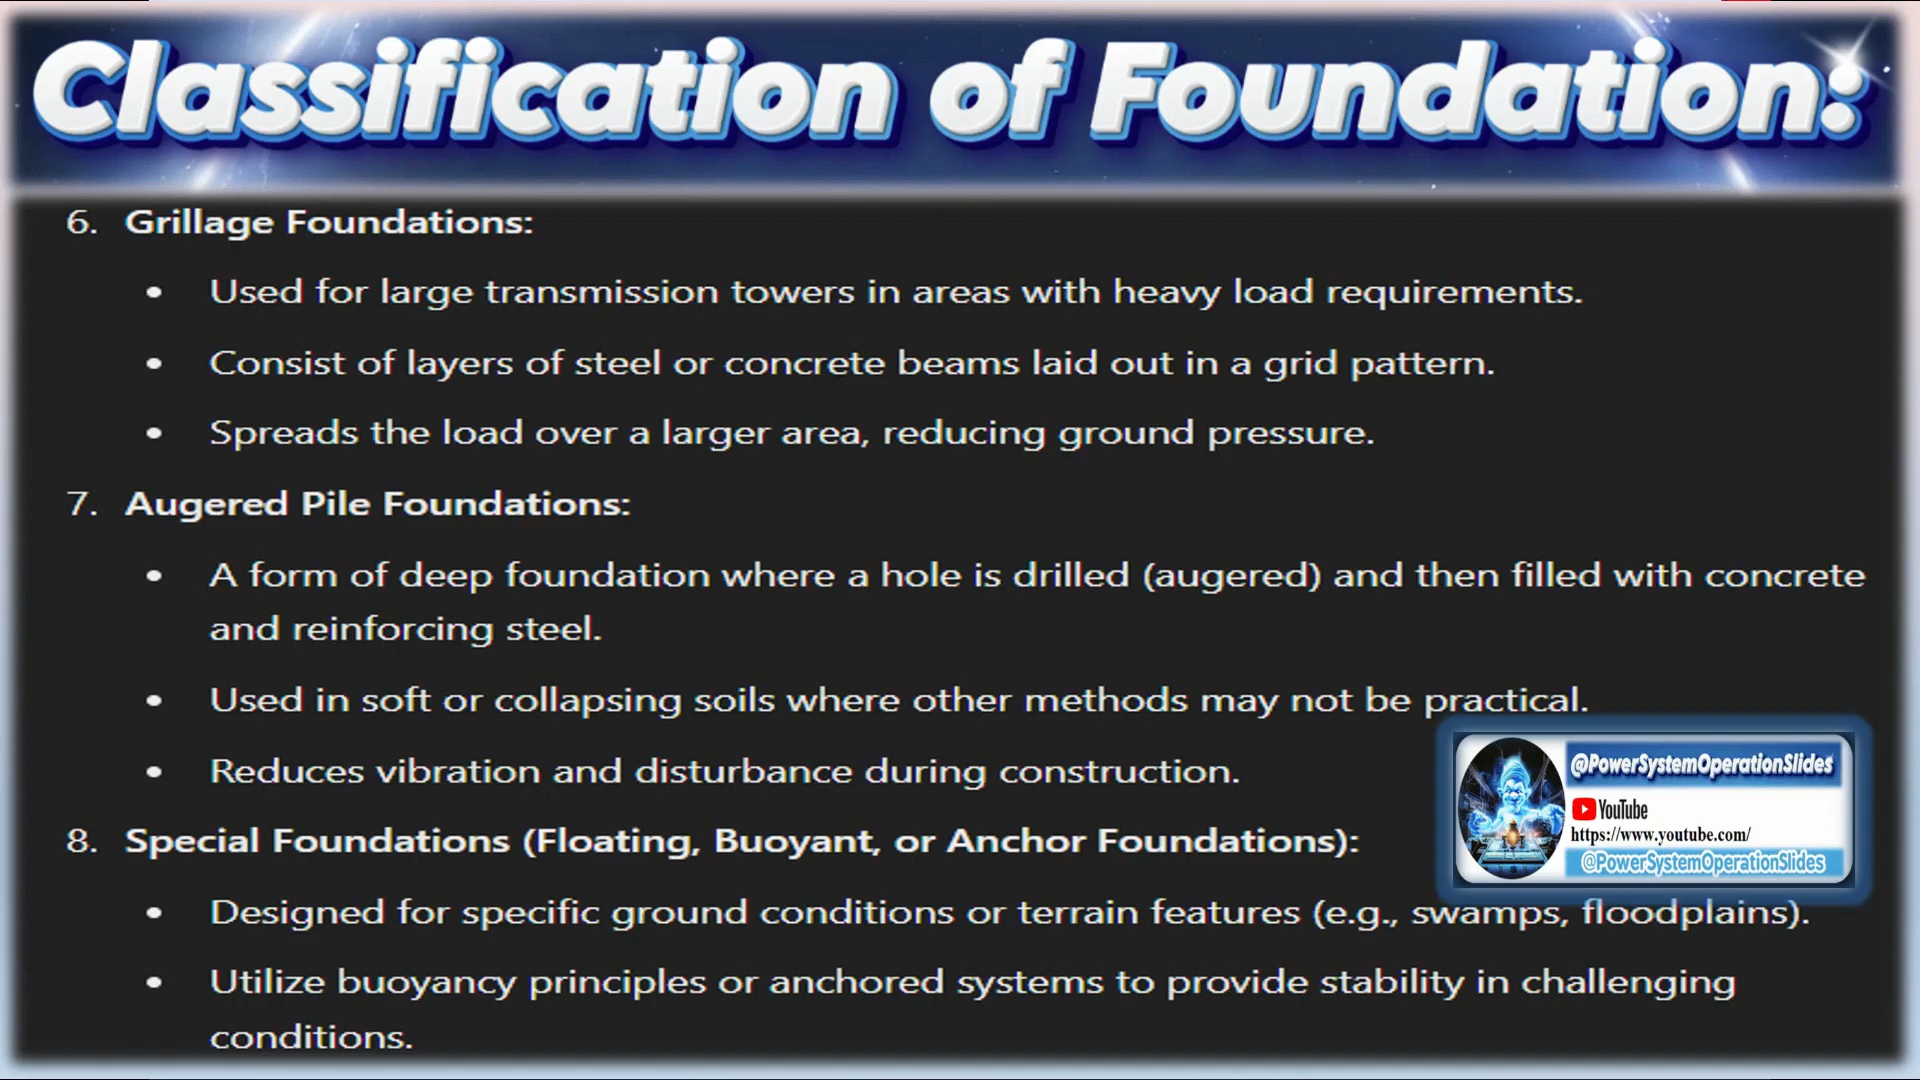 Classification of Foundation:
6. Grillage Foundations:
• Used for large transmission towers in areas with heavy load requirements.
• Consist of layers of steel or concrete beams laid out in a grid pattern.
• Spreads the load over a larger area, reducing ground pressure.
7. Augered Pile Foundations:
• A form of deep foundation where a hole is drilled (augered) and then filled with concrete
and reinforcing steel.
• Used in soft or collapsing soils where other methods may not be practical.
• Reduces vibration and disturbance during construction.
8. Special Foundations (Floating, Buoyant, or Anchor Foundations):
• Designed for specific ground conditions or terrain features (e.g., swamps, floodplains).
• Utilize buoyancy principles or anchored systems to provide stability in challenging
conditions.
@PowerSystemOperationSlides
YouTube
https://www.youtube.com/
@PowerSystemOperationSlides